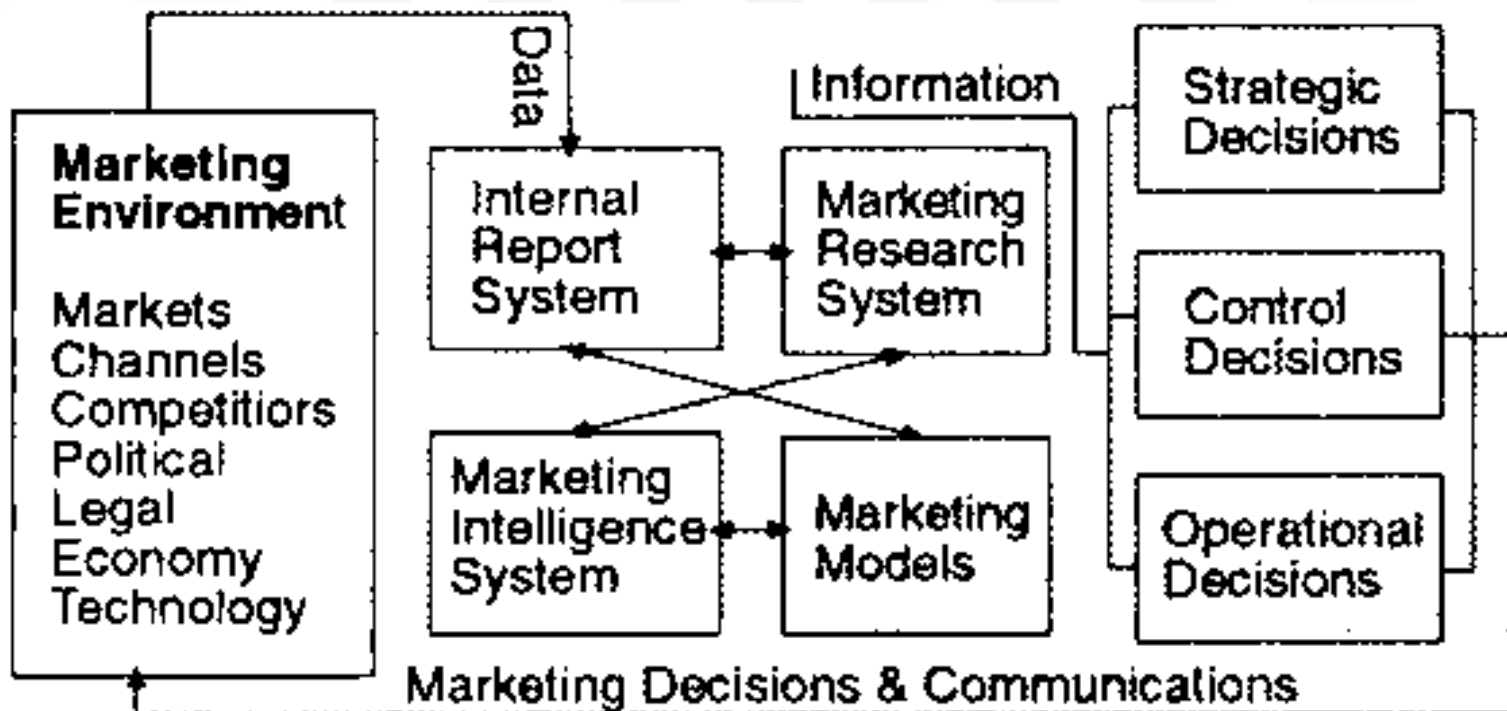 Data
Information
Marketing
Environment
Markets
Channels
Competitiors
Political
Legal
Economy
Technology
Internal
Report
System
Marketing
Research
System
Marketing
Intelligence
System
Marketing
Models
Strategic
Decisions
Control
Decisions
Operational
Decisions
Marketing Decisions & Communications